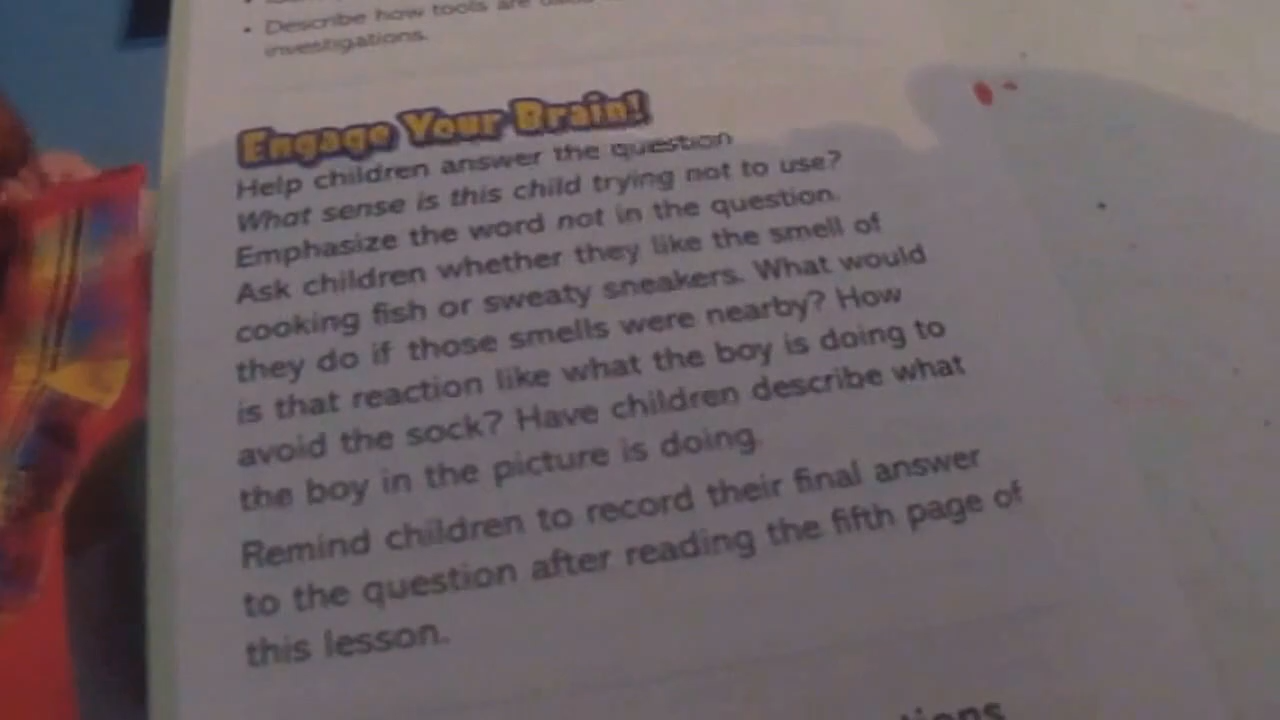 • Describe how tools are used
investigations.
Engage Your Brain!
Help children answer the question
What sense is this child trying not to use?
Emphasize the word not in the question.
Ask children whether they like the smell of
cooking fish or sweaty sneakers. What would
they do if those smells were nearby? How
is that reaction like what the boy is doing to
avoid the sock? Have children describe what
the boy in the picture is doing.
Remind children to record their final answer
to the question after reading the fifth page of
this lesson.